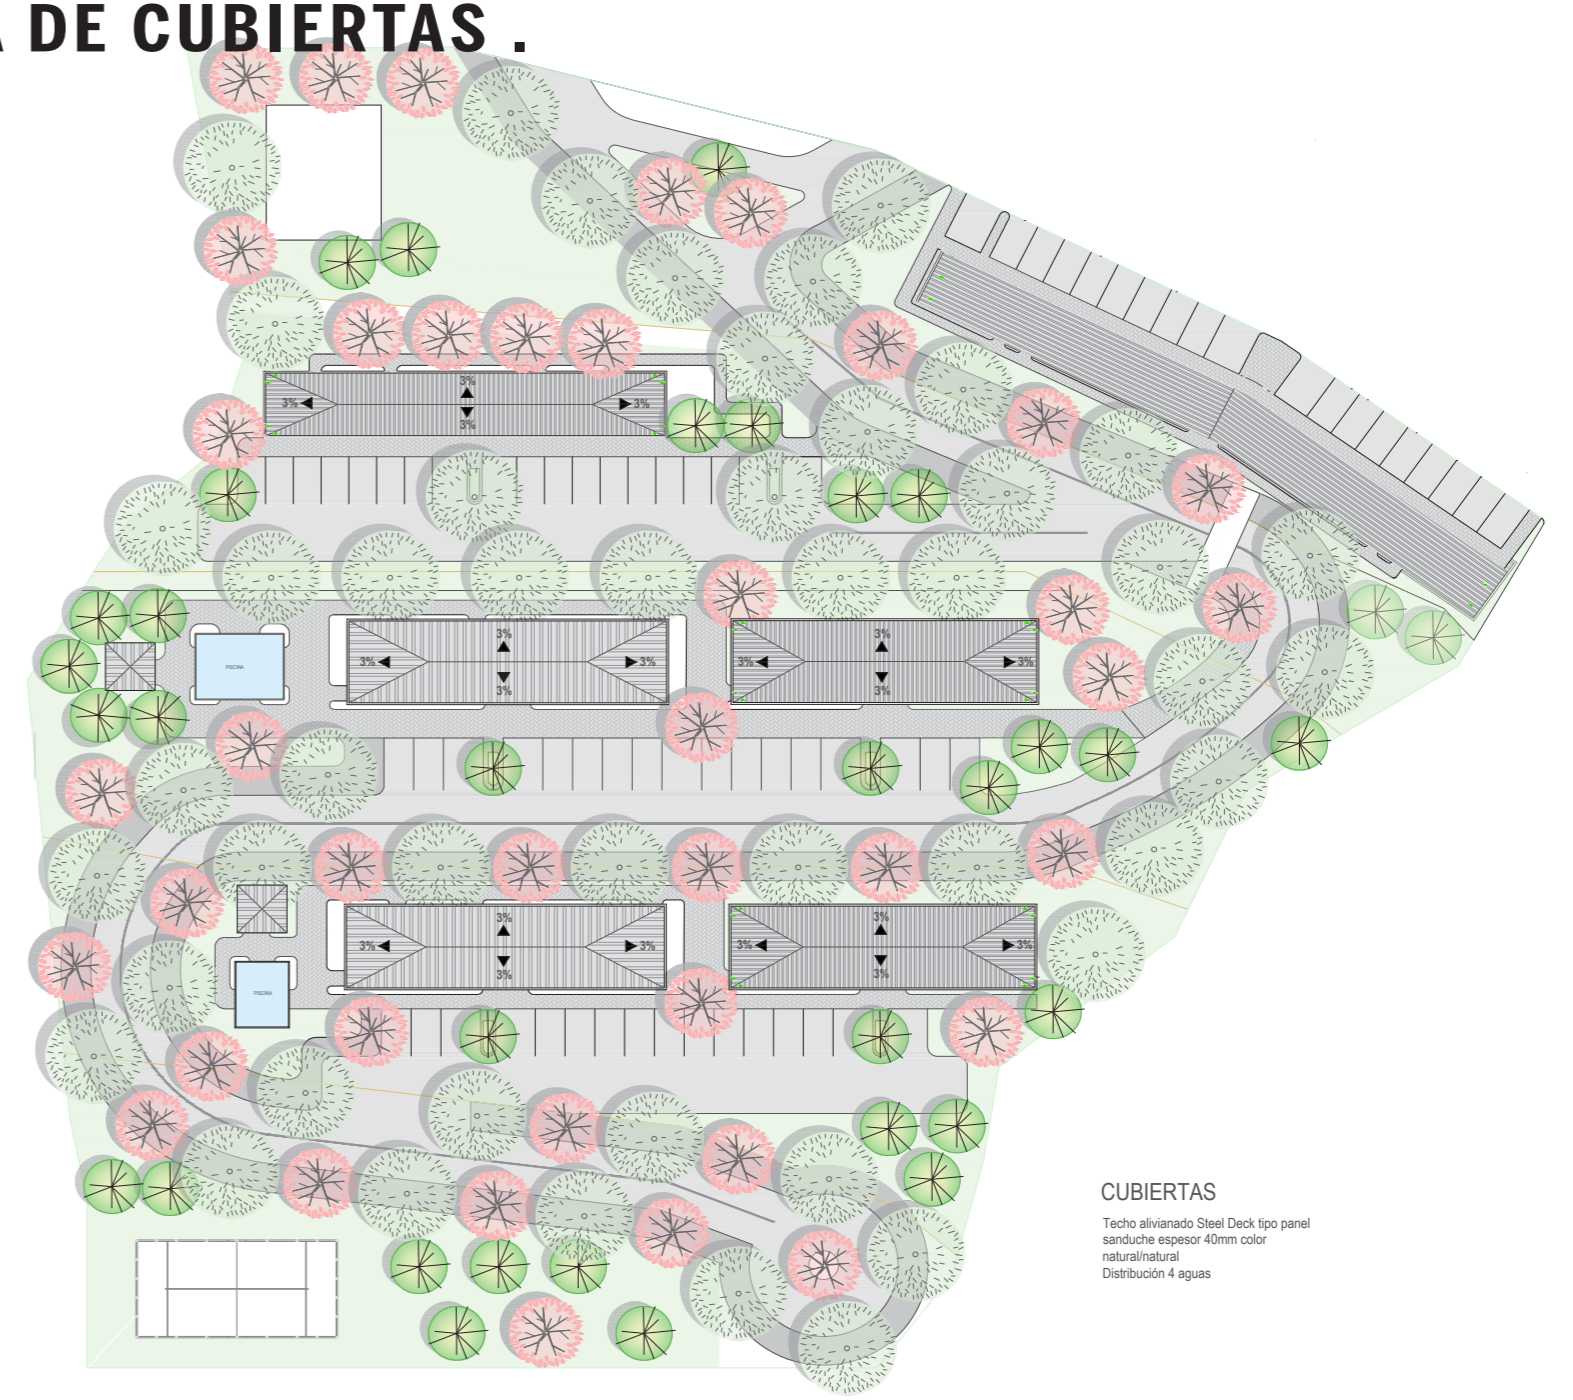 A DE CUBIERTAS .
3%
3% 3%
3%
3% 3%
PISCINA 3% 3% 3% 3%
3% 3%
3% 3%
3% 3% 3% 3%
PISCINA 3% 3%
CUBIERTAS
Techo alivianado Steel Deck tipo panel
sanduche espesor 40mm color
natural/natural
Distribución 4 aguas